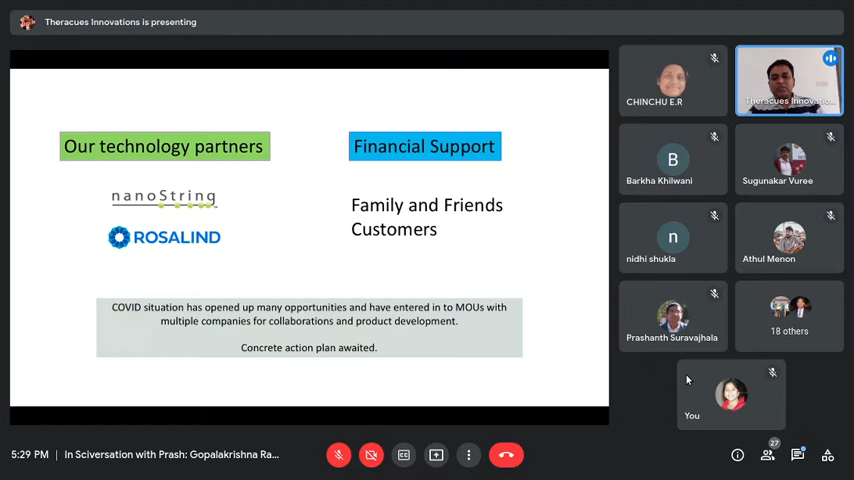 Theracues Innovations is presenting
Our technology partners
Financial Support
nanoString
ROSALIND
Family and Friends
Customers
COVID situation has opened up many opportunities and have entered in to MOUs with
multiple companies for collaborations and product development.
Concrete action plan awaited.
CHINCHU E.R
Theracues Innovatio...
B
Barkha Khilwani
Sugunakar Vuree
n
nidhi shukla
Athul Menon
Prashanth Suravajhala
18 others
You
5:29 PM | In Sciversation with Prash: Gopalakrishna Ra...
CC
27